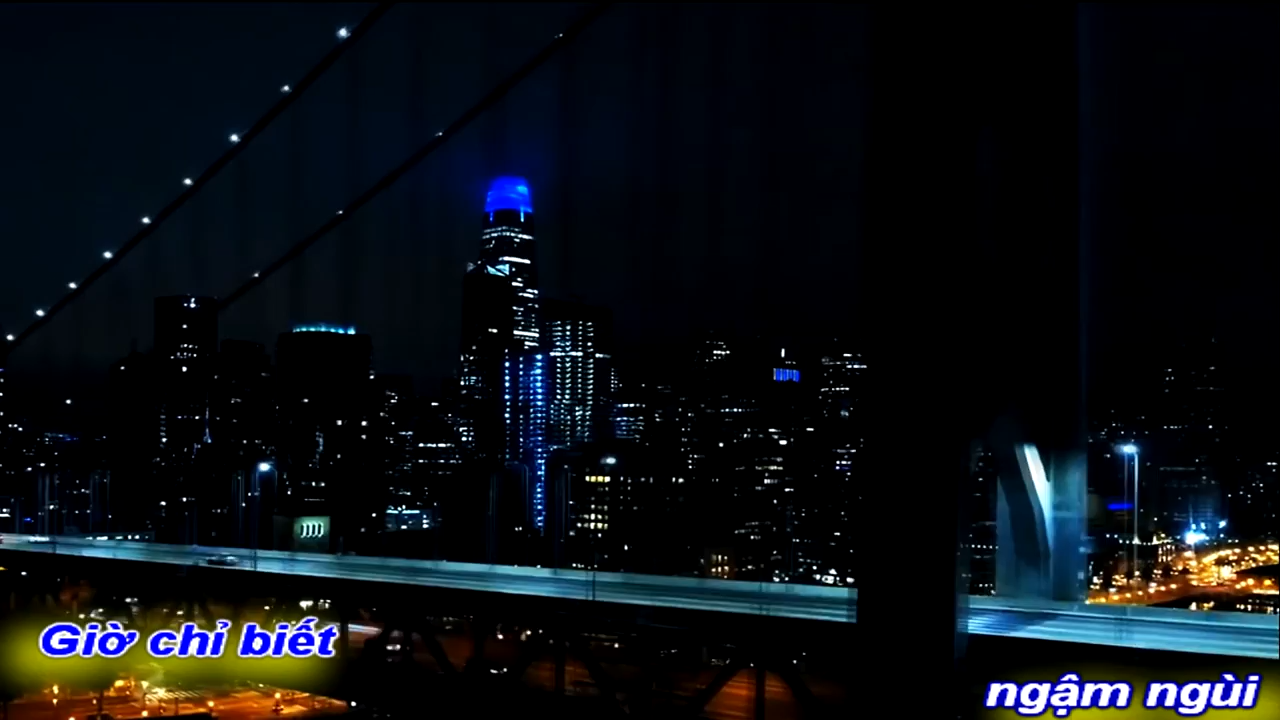 Giờ chỉ biết
ngậm ngùi